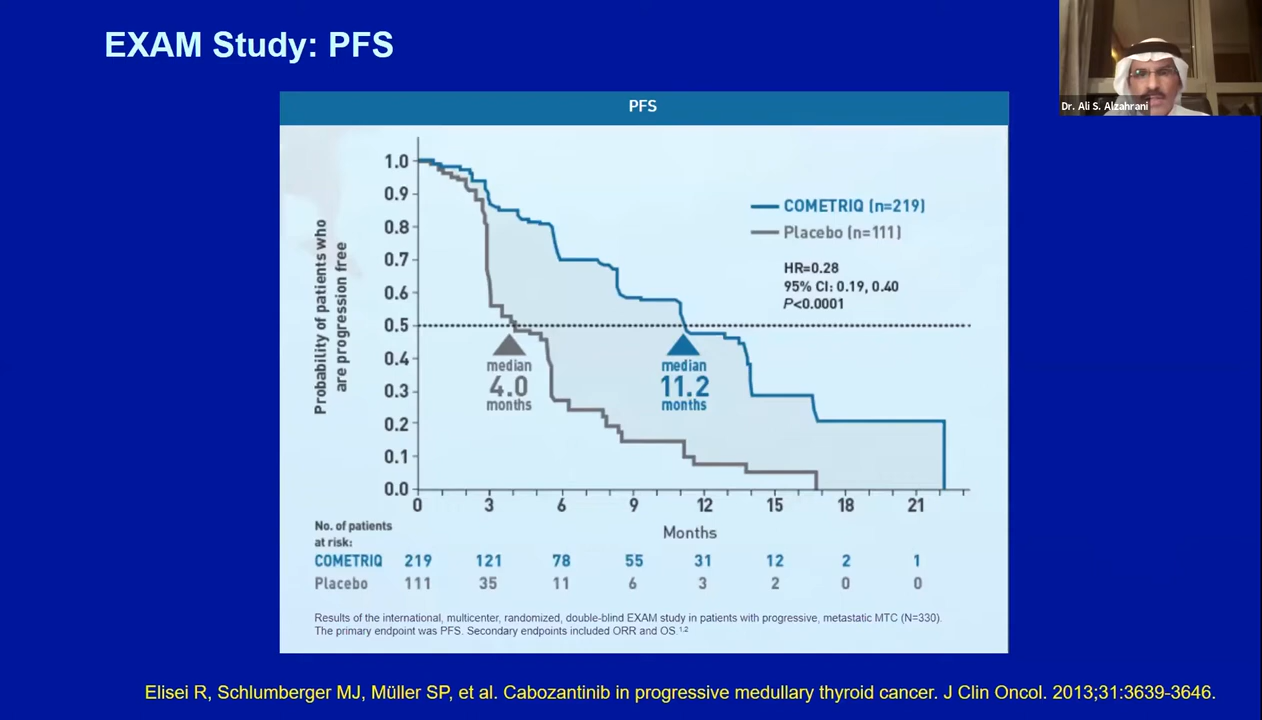 EXAM Study: PFS
Dr. Ali S. Alzahrani
PFS
Probability of patients who
are progression free
1.0
0.9
0.8
0.7
0.6
0.5
0.4
0.3
0.2
0.1
0.0
COMETRIQ (n=219)
Placebo (n=111)
HR=0.28
95% CI: 0.19, 0.40
P<0.0001
median
4.0
months
median
11.2
months
0 3 6 9 12 15 18 21
Months
No. of patients
at risk:
COMETRIQ 219 121 78 55 31 12 2 1
Placebo 111 35 11 6 3 2 0 0
Results of the international, multicenter, randomized, double-blind EXAM study in patients with progressive, metastatic MTC (N=330).
The primary endpoint was PFS. Secondary endpoints included ORR and OS.1,2
Elisei R, Schlumberger MJ, Müller SP, et al. Cabozantinib in progressive medullary thyroid cancer. J Clin Oncol. 2013;31:3639-3646.